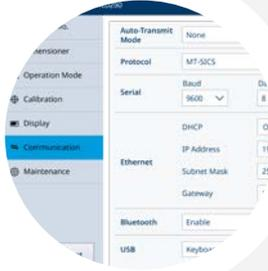 Auto-Transmit Mode None
Protocol MT-SICS
Baud
Serial 9600 8
DHCP
Ethernet IP Address
Subnet Mask
Gateway
Bluetooth Enable
USB
Operation Mode
Calibration
Display
Communication
Maintenance